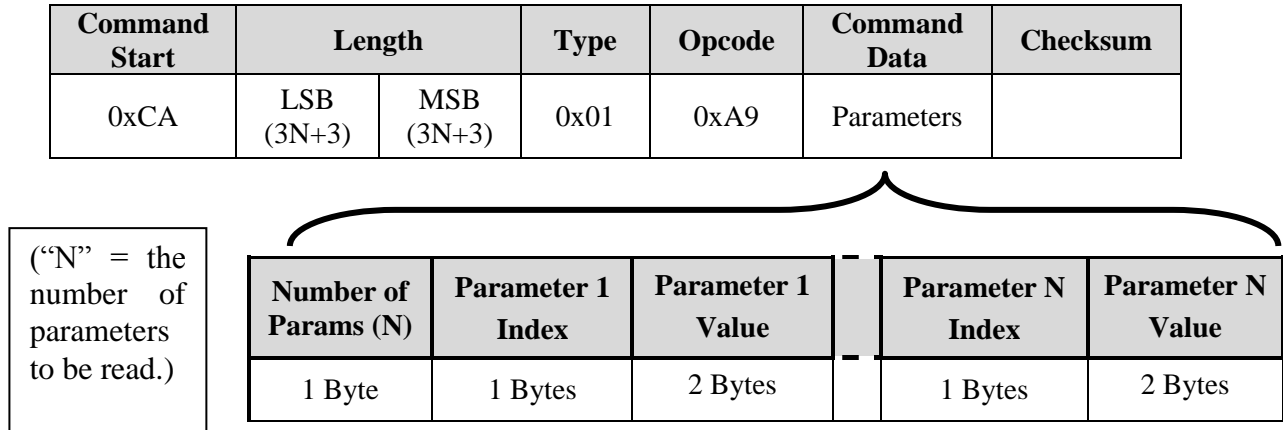 Command Start Length Type Opcode Command Data Checksum
0xCA LSB (3N+3) MSB (3N+3) 0x01 0xA9 Parameters
(“N” = the
number of
parameters
to be read.)
Number of Params (N) Parameter 1 Index Parameter 1 Value Parameter N Index Parameter N Value
1 Byte 1 Bytes 2 Bytes 1 Bytes 2 Bytes